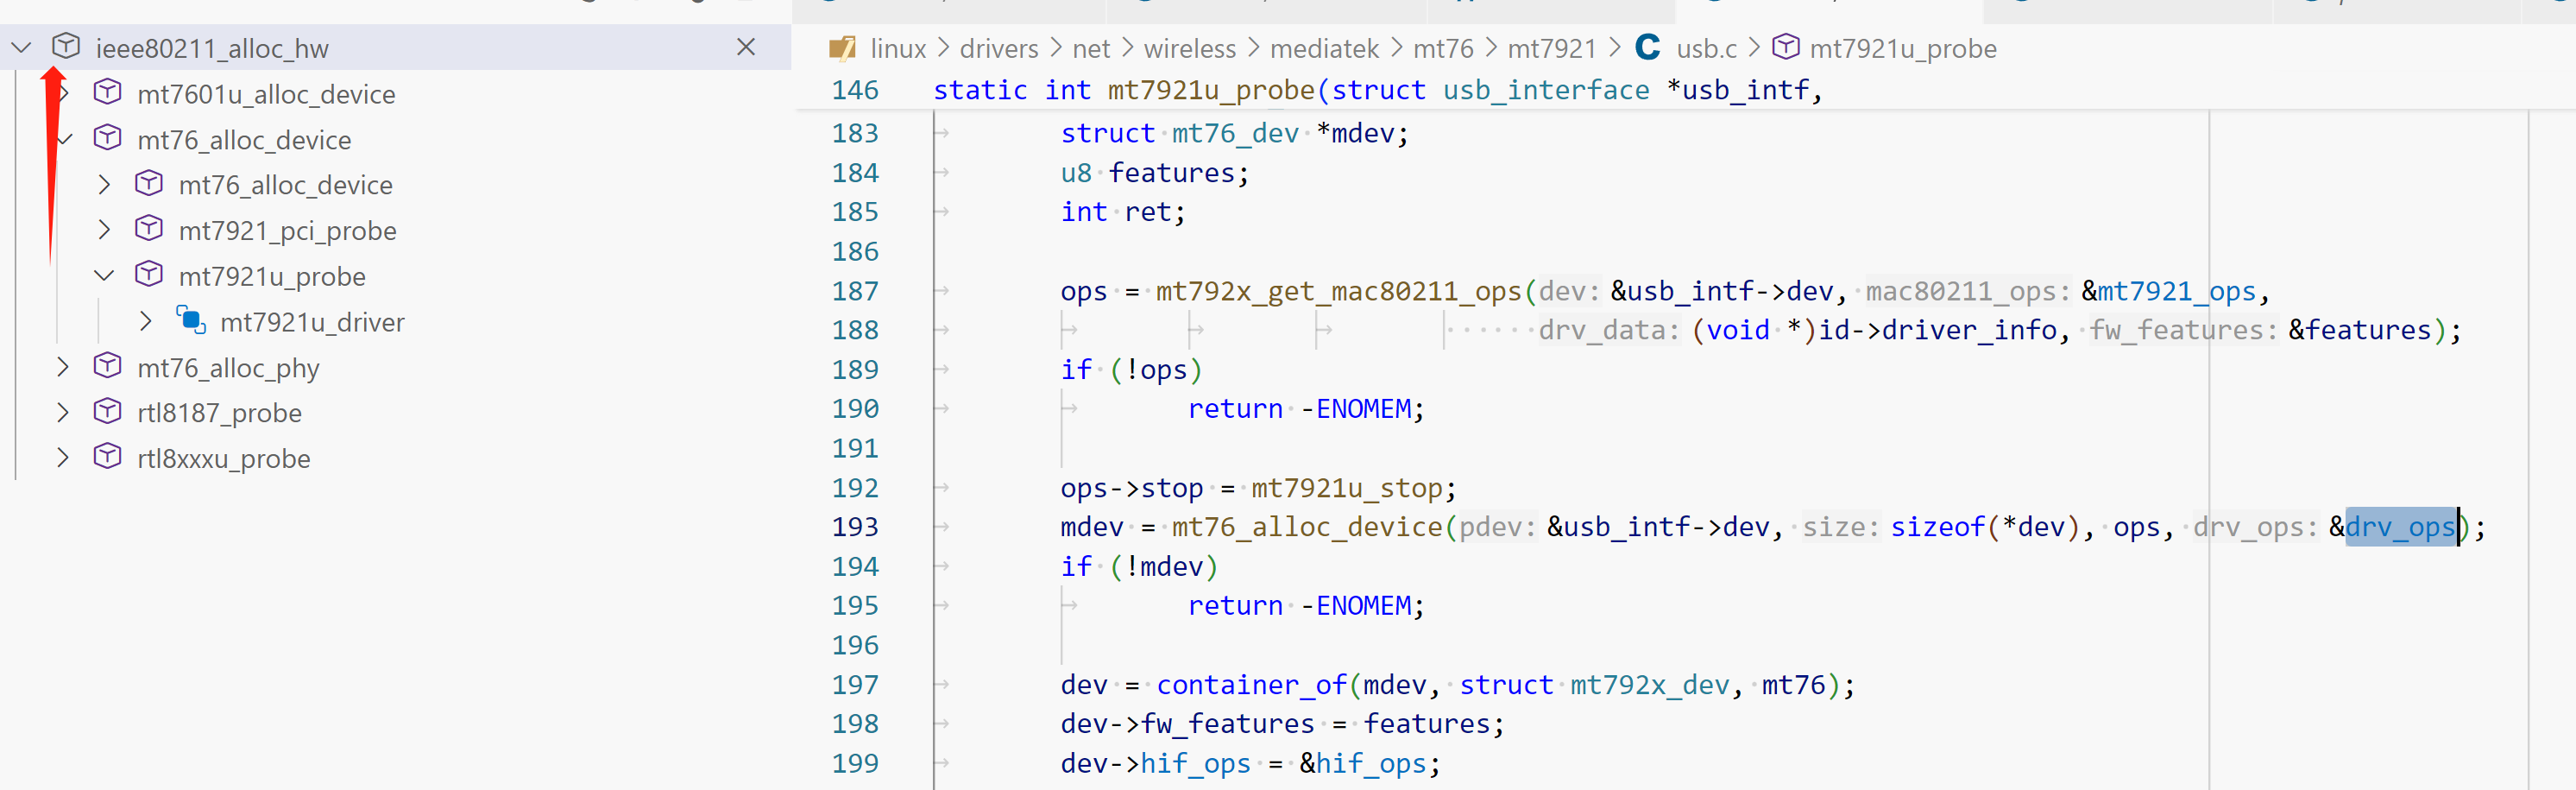 ieee80211_alloc_hw
mt7601u_alloc_device
mt76_alloc_device
mt76_alloc_device
mt7921_pci_probe
mt7921u_probe
mt7921u_driver
mt76_alloc_phy
rtl8187_probe
rtl8xxxu_probe
linux > drivers > net > wireless > mediatek > mt76 > mt7921 > C usb.c > mt7921u_probe
146 static int mt7921u_probe(struct usb_interface *usb_intf,
183 struct mt76_dev *mdev;
184 u8 features;
185 int ret;
186
187 ops = mt792x_get_mac80211_ops(dev: &usb_intf->dev, mac80211_ops: &mt7921_ops,
188 drv_data: (void *)id->driver_info, fw_features: &features);
189 if (!ops)
190 return -ENOMEM;
191
192 ops->stop = mt7921u_stop;
193 mdev = mt76_alloc_device(pdev: &usb_intf->dev, size: sizeof(*dev), ops, drv_ops: &drv_ops);
194 if (!mdev)
195 return -ENOMEM;
196
197 dev = container_of(mdev, struct mt792x_dev, mt76);
198 dev->fw_features = features;
199 dev->hif_ops = &hif_ops;